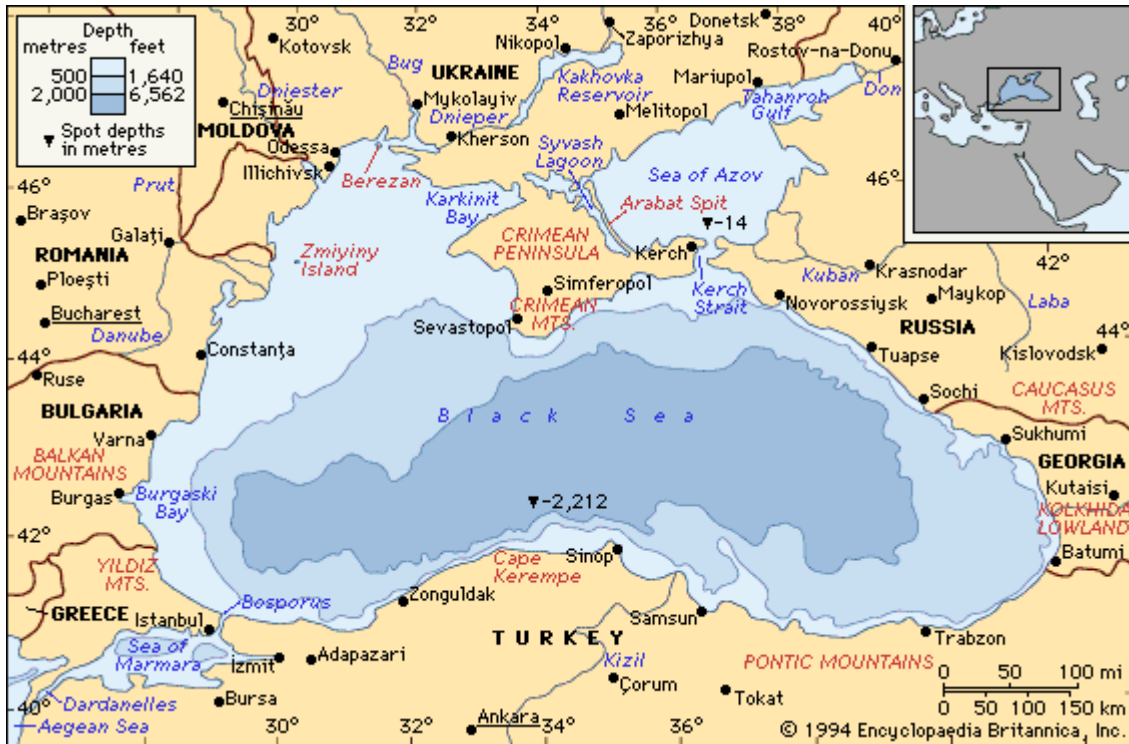 Depth
metres feet
500 1,640
2,000 6,562
▼ Spot depths
in metres
30° 34° 36° 38° 40°
Kotovsk
Nikopol
Zaporizhya
Donetsk
Rostov-na-Donu
Bug
UKRAINE
Kakhovka
Reservoir
Mariupol
Dniester
Chişinău
Mykolayiv
Dnieper
Melitopol
Tahanroh
Gulf
Don
MOLDOVA
Odessa
Kherson
Illichivsk
Syvash
Lagoon
Berezan
Sea of Azov
46°
46°
Prut
Karkinit
Bay
Arabat Spit
Braşov
▼-14
Galaţi
CRIMEAN
PENINSULA
Kerch
ROMANIA
Zmiyiny
Island
42°
Ploeşti
Simferopol
Kerch
Strait
Kuban
Krasnodar
Maykop
Laba
Novorossiysk
CRIMEAN
MTS.
Bucharest
Sevastopol
RUSSIA
Danube
44°
Constanţa
Tuapse
44°
Kislovodsk
Ruse
Sochi
CAUCASUS
MTS.
BULGARIA
Black Sea
Varna
Sukhumi
BALKAN
MOUNTAINS
GEORGIA
Burgas
Burgaski
Bay
▼-2,212
Kutaisi
KOLKHIDA
LOWLAND
42°
42°
Sinop
Batumi
YILDIZ
MTS.
Cape
Kerempe
GREECE
Bosporus
Zonguldak
Istanbul
Samsun
Trabzon
Sea of
Marmara
TURKEY
İzmit
Adapazari
Kizil
PONTIC MOUNTAINS
Çorum
0 50 100 mi
Dardanelles
Bursa
Tokat
0 50 100 150 km
40°
Aegean Sea
30° 32° 34° 36°
Ankara
© 1994 Encyclopaedia Britannica, Inc.